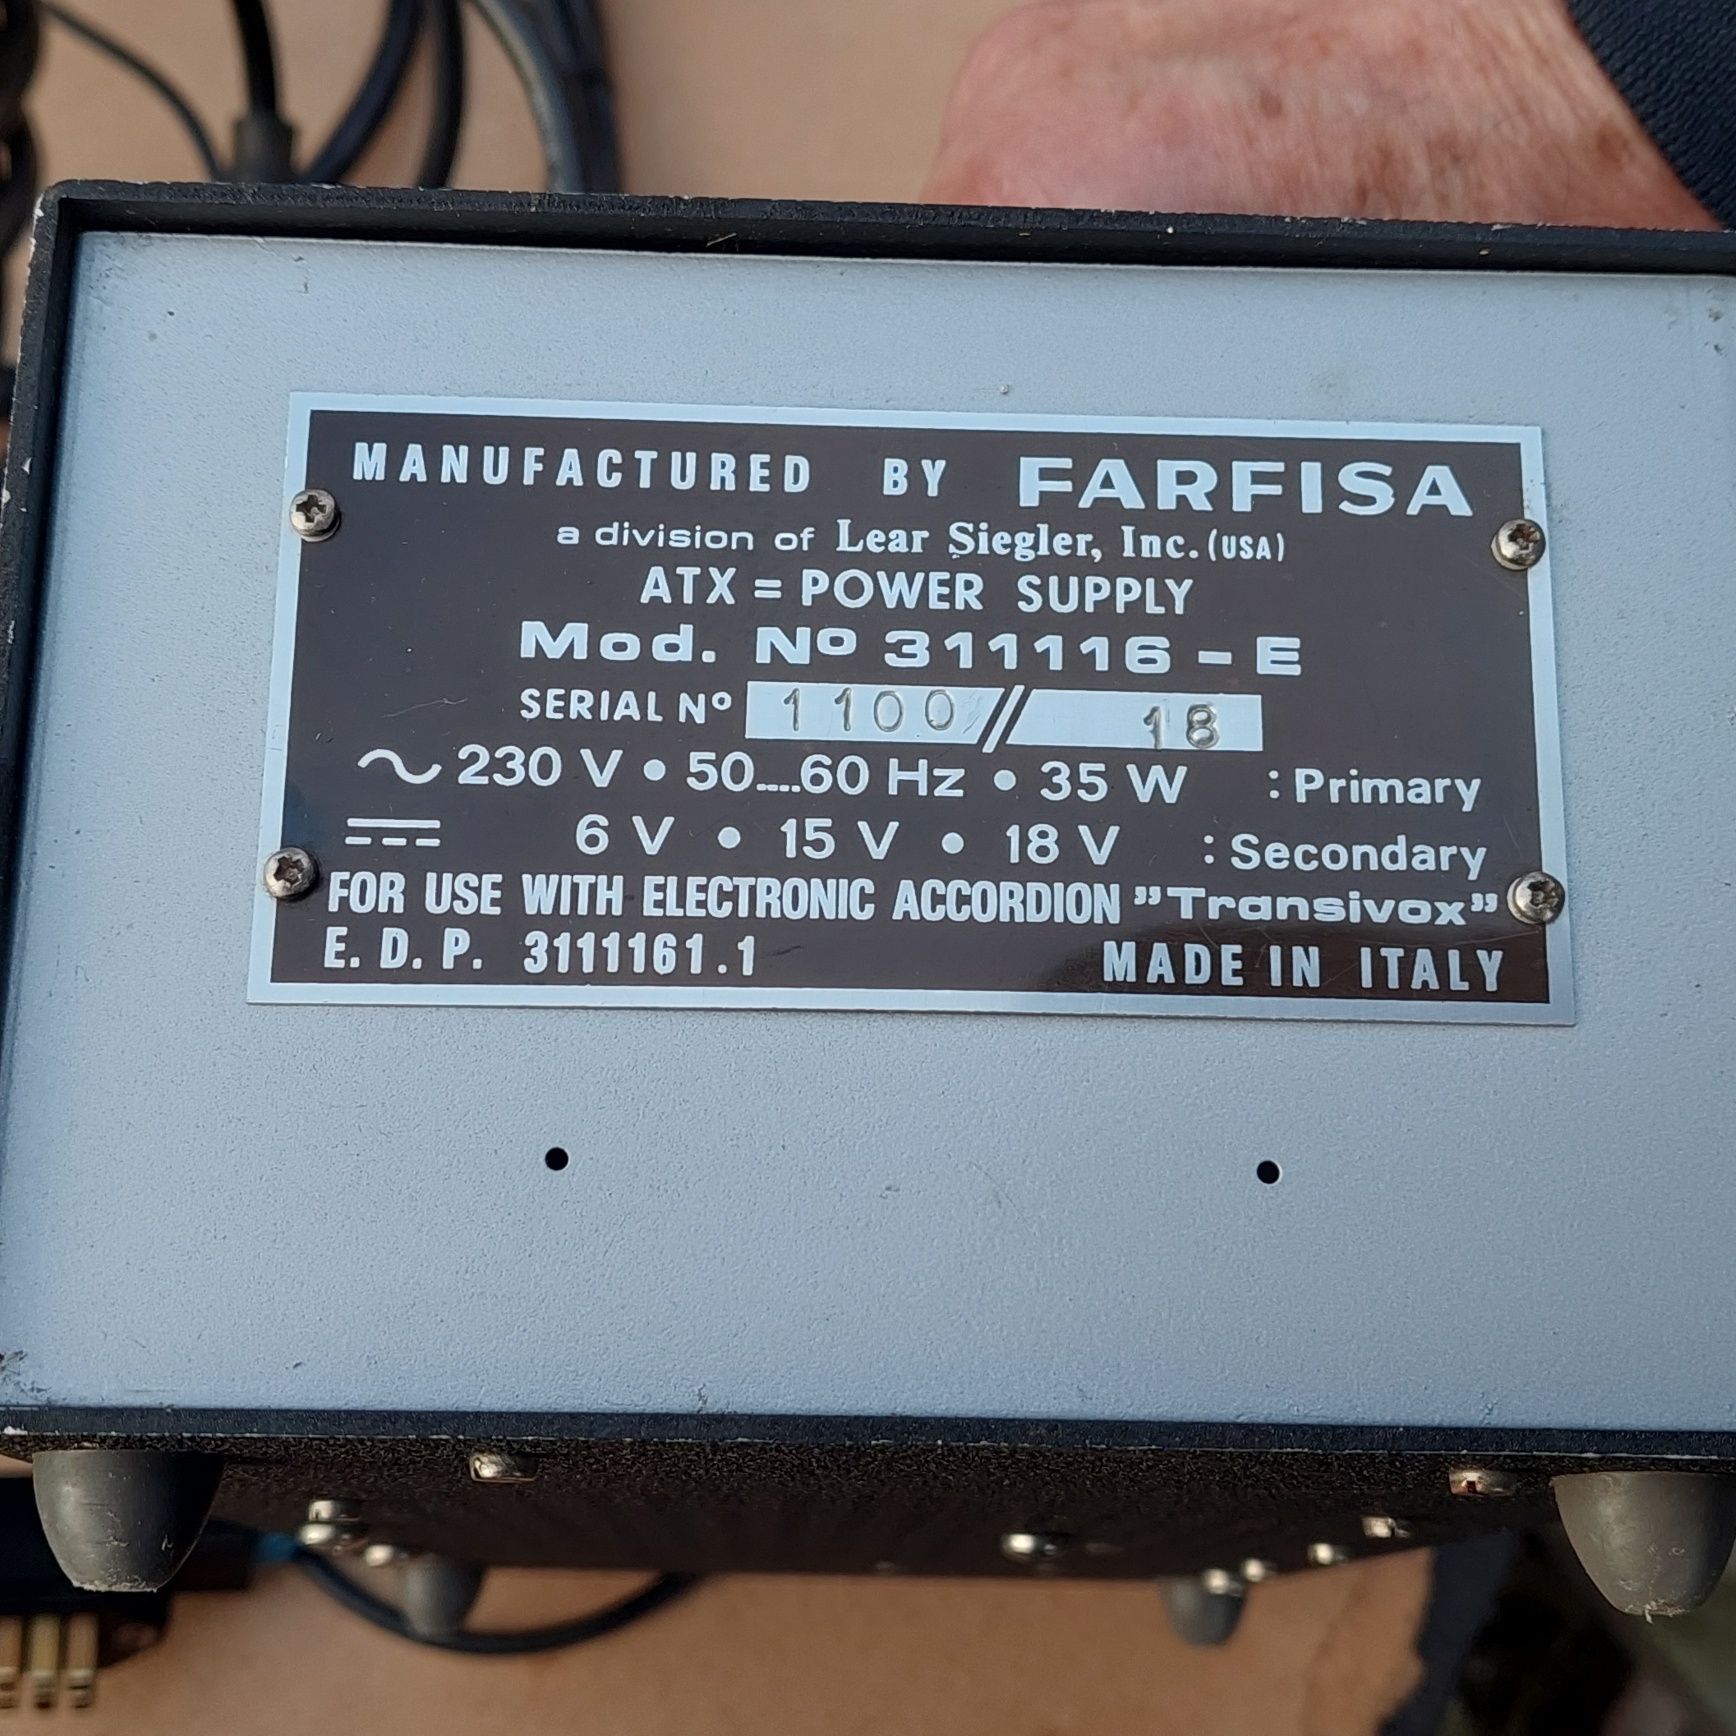 MANUFACTURED BY FARFISA
a division of Lear Siegler, Inc. (USA)
ATX = POWER SUPPLY
Mod. Nº 311116 - E
SERIAL Nº 1100 // 18
~ 230 V • 50....60 Hz • 35 W : Primary
⎓ 6 V • 15 V • 18 V : Secondary
FOR USE WITH ELECTRONIC ACCORDION "Transivox"
E. D. P. 3111161.1 MADE IN ITALY